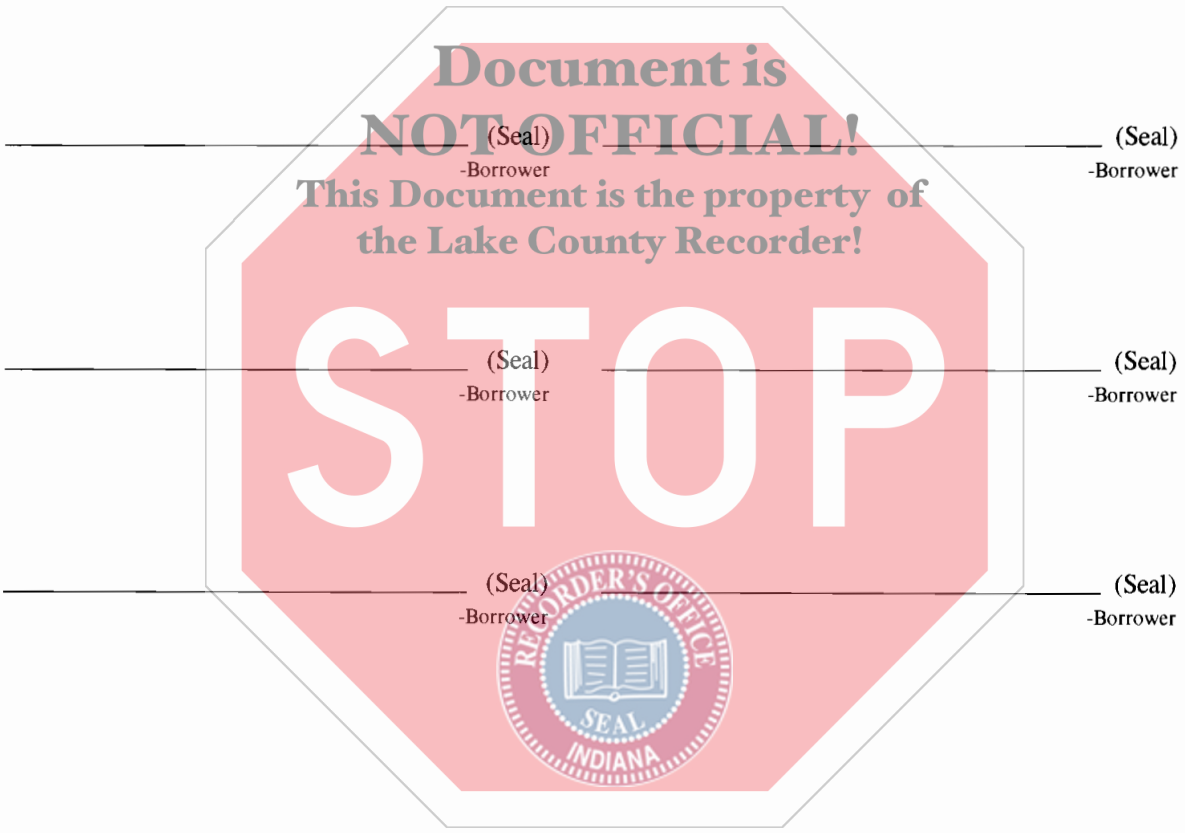 Document is
NOT OFFICIAL!
(Seal) (Seal)
-Borrower -Borrower
This Document is the property of
the Lake County Recorder!
STOP
(Seal) (Seal)
-Borrower -Borrower
(Seal) (Seal)
-Borrower -Borrower
RECORDER'S OFFICE
SEAL
INDIANA